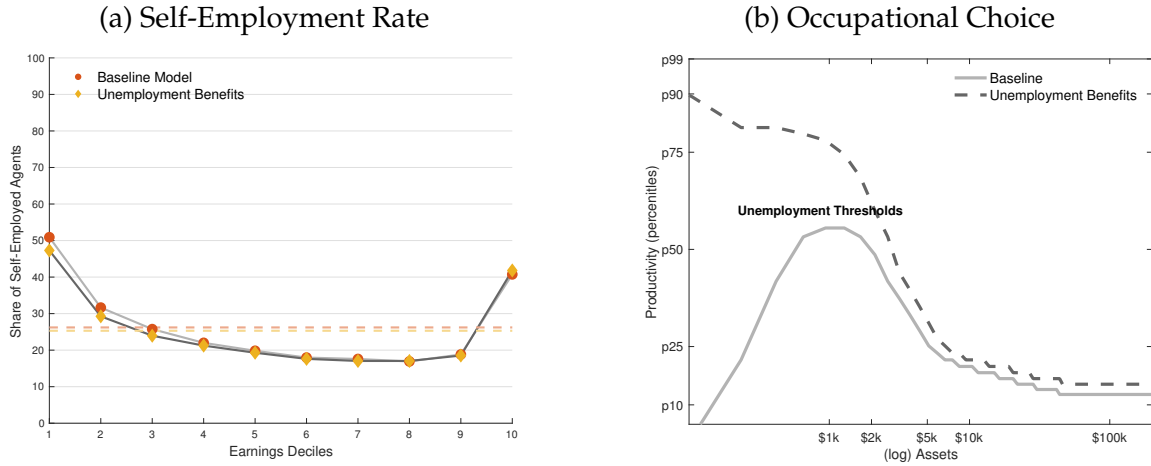 (a) Self-Employment Rate
100
90
80
70
60
50
40
30
20
10
0
Share of Self-Employed Agents
Baseline Model
Unemployment Benefits
1 2 3 4 5 6 7 8 9 10
Earnings Deciles
(b) Occupational Choice
p99
p90
p75
p50
p25
p10
Productivity (percenitles)
Baseline
Unemployment Benefits
Unemployment Thresholds
$1k $2k $5k $10k $100k
(log) Assets